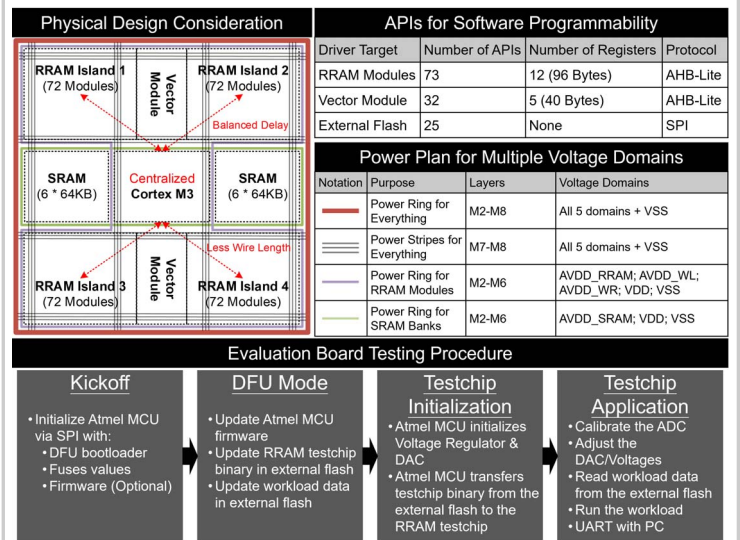 Physical Design Consideration
RRAM Island 1
(72 Modules)
Vector
Module
RRAM Island 2
(72 Modules)
Balanced Delay
SRAM
(6 * 64KB)
Centralized
Cortex M3
SRAM
(6 * 64KB)
Less Wire Length
RRAM Island 3
(72 Modules)
Vector
Module
RRAM Island 4
(72 Modules)
APIs for Software Programmability
Driver Target Number of APIs Number of Registers Protocol
RRAM Modules 73 12 (96 Bytes) AHB-Lite
Vector Module 32 5 (40 Bytes) AHB-Lite
External Flash 25 None SPI
Power Plan for Multiple Voltage Domains
Notation Purpose Layers Voltage Domains
Power Ring for
Everything
M2-M8
All 5 domains + VSS
Power Stripes for
Everything
M7-M8
All 5 domains + VSS
Power Ring for
RRAM Modules
M2-M6
AVDD_RRAM; AVDD_WL;
AVDD_WR; VDD; VSS
Power Ring for
SRAM Banks
M2-M6
AVDD_SRAM; VDD; VSS
Evaluation Board Testing Procedure
Kickoff
• Initialize Atmel MCU
via SPI with:
• DFU bootloader
• Fuses values
• Firmware (Optional)
DFU Mode
• Update Atmel MCU
firmware
• Update RRAM testchip
binary in external flash
• Update workload data
in external flash
Testchip
Initialization
• Atmel MCU initializes
Voltage Regulator &
DAC
• Atmel MCU transfers
testchip binary from the
external flash to the
RRAM testchip
Testchip
Application
• Calibrate the ADC
• Adjust the
DAC/Voltages
• Read workload data
from the external flash
• Run the workload
• UART with PC